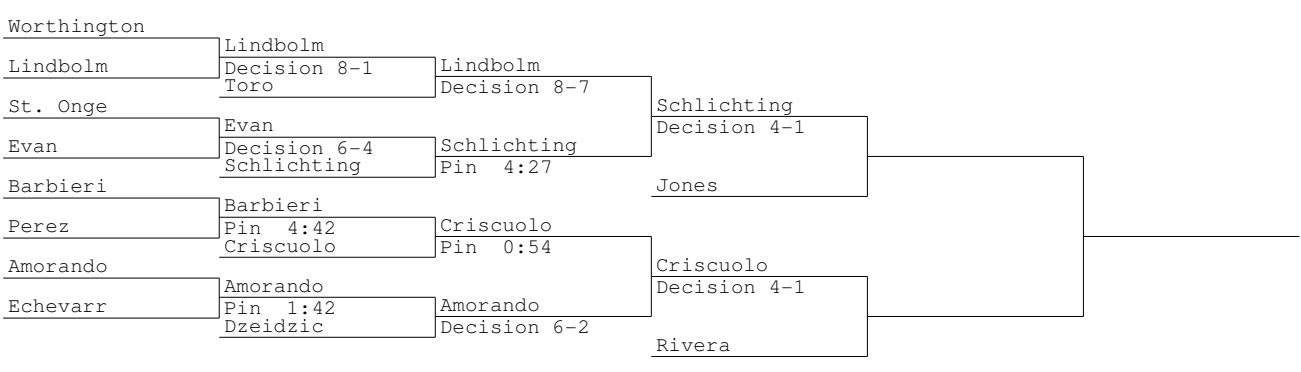 Worthington
Lindbolm
St. Onge
Evan
Barbieri
Perez
Amorando
Echevarr
Lindbolm
Decision 8-1
Toro
Evan
Decision 6-4
Schlichting
Barbieri
Pin 4:42
Criscuolo
Amorando
Pin 1:42
Dzeidzic
Lindbolm
Decision 8-7
Schlichting
Pin 4:27
Criscuolo
Pin 0:54
Amorando
Decision 6-2
Schlichting
Decision 4-1
Jones
Criscuolo
Decision 4-1
Rivera